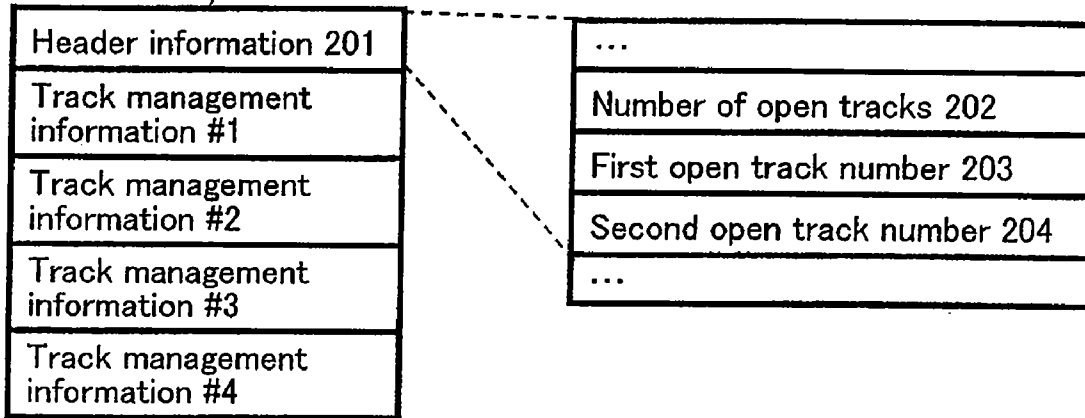 Header information 201
Track management
information #1
Track management
information #2
Track management
information #3
Track management
information #4
...
Number of open tracks 202
First open track number 203
Second open track number 204
...